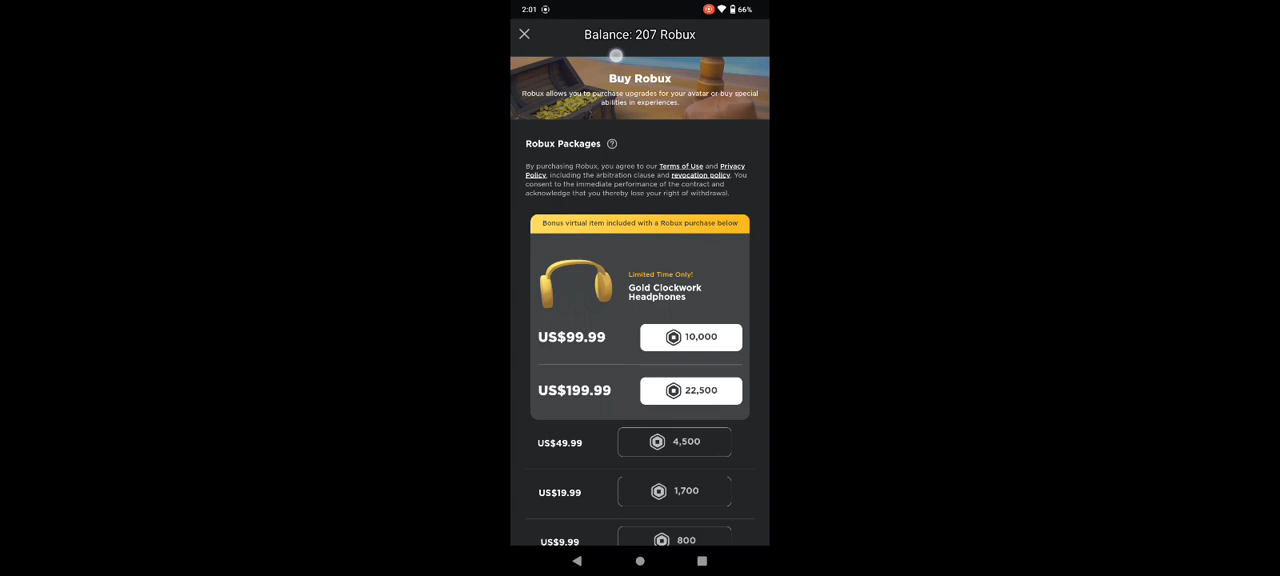 2:01
66%
Balance: 207 Robux
Buy Robux
Robux allows you to purchase upgrades for your avatar or buy special
abilities in experiences.
Robux Packages
By purchasing Robux, you agree to our Terms of Use and Privacy
Policy, including the arbitration clause and revocation policy. You
consent to the immediate performance of the contract and
acknowledge that you thereby lose your right of withdrawal.
Bonus virtual item included with a Robux purchase below
Limited Time Only!
Gold Clockwork
Headphones
US$99.99 10,000
US$199.99 22,500
US$49.99 4,500
US$19.99 1,700
US$9.99 800